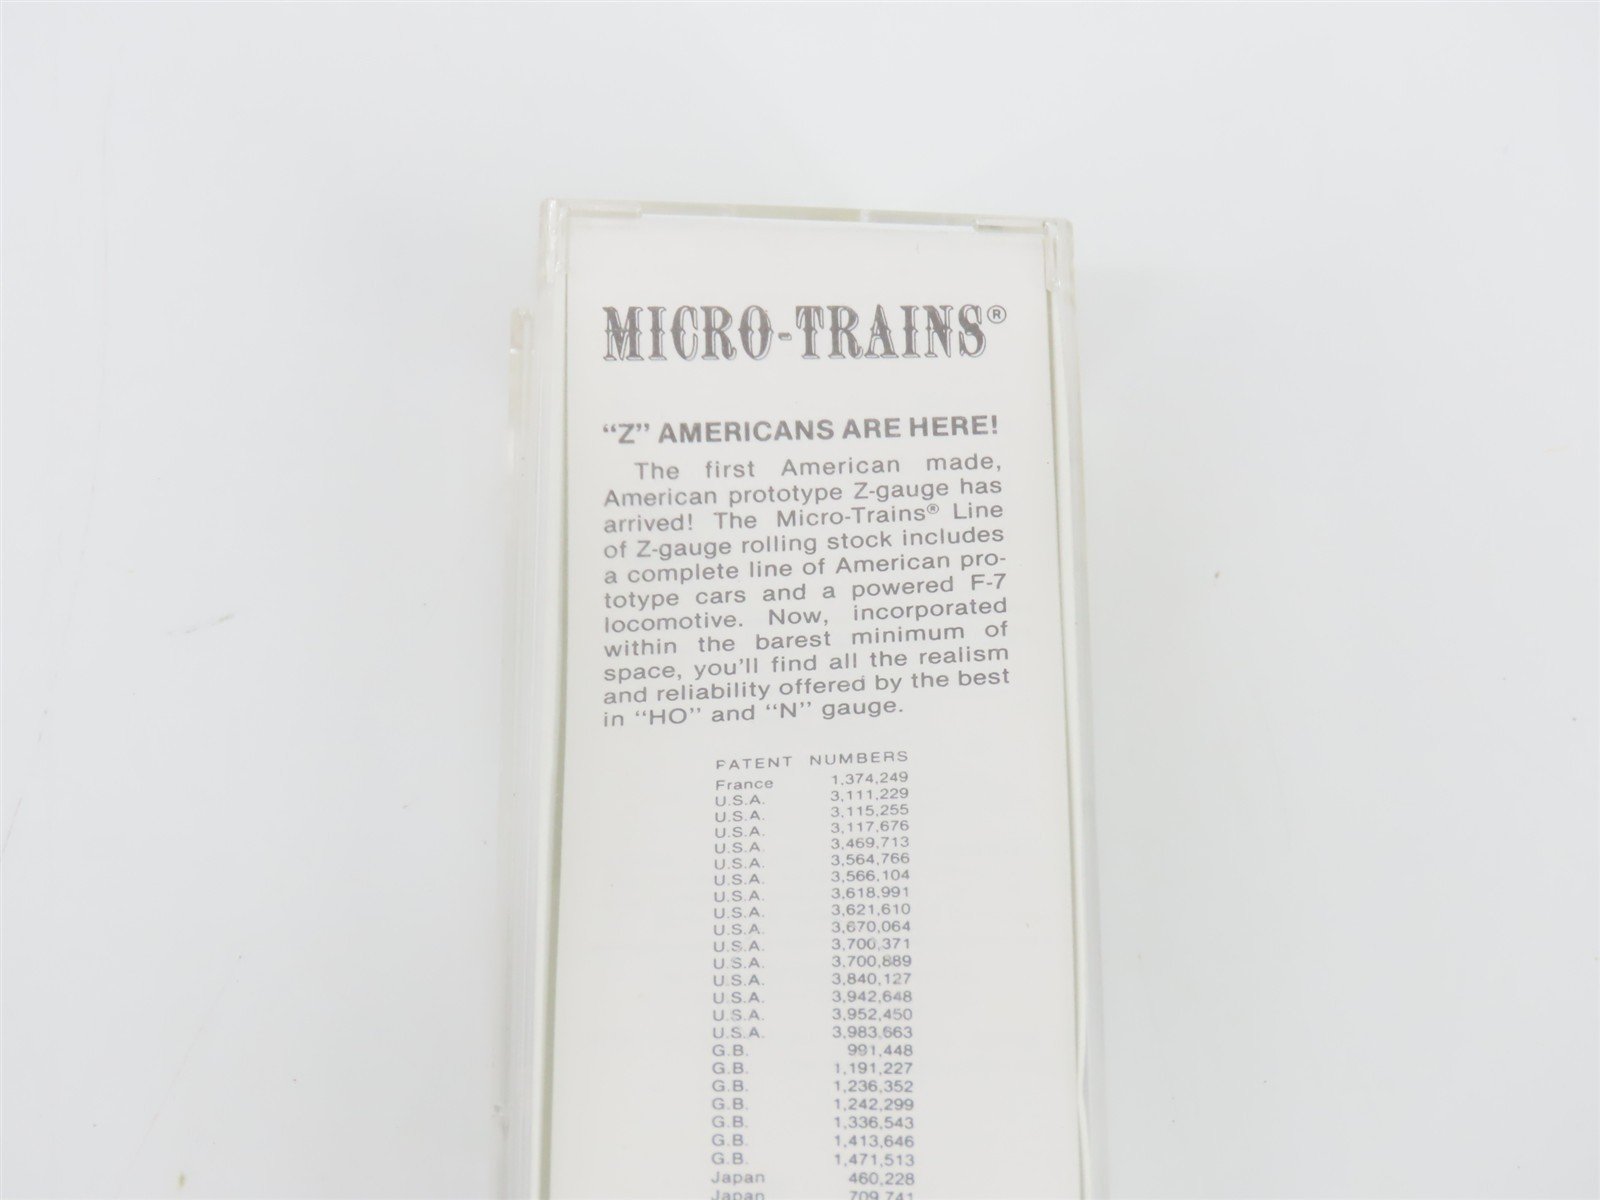 MICRO-TRAINS®
"Z" AMERICANS ARE HERE!
The first American made,
American prototype Z-gauge has
arrived! The Micro-Trains® Line
of Z-gauge rolling stock includes
a complete line of American pro-
totype cars and a powered F-7
locomotive. Now, incorporated
within the barest minimum of
space, you'll find all the realism
and reliability offered by the best
in "HO" and "N" gauge.
PATENT NUMBERS
France 1,374,249
U.S.A. 3,111,229
U.S.A. 3,115,255
U.S.A. 3,117,676
U.S.A. 3,469,713
U.S.A. 3,564,766
U.S.A. 3,566,104
U.S.A. 3,618,991
U.S.A. 3,621,610
U.S.A. 3,670,064
U.S.A. 3,700,371
U.S.A. 3,700,889
U.S.A. 3,840,127
U.S.A. 3,942,648
U.S.A. 3,952,450
U.S.A. 3,983,663
G.B. 991,448
G.B. 1,191,227
G.B. 1,236,352
G.B. 1,242,299
G.B. 1,336,543
G.B. 1,413,646
G.B. 1,471,513
Japan 460,228
Japan 709,741